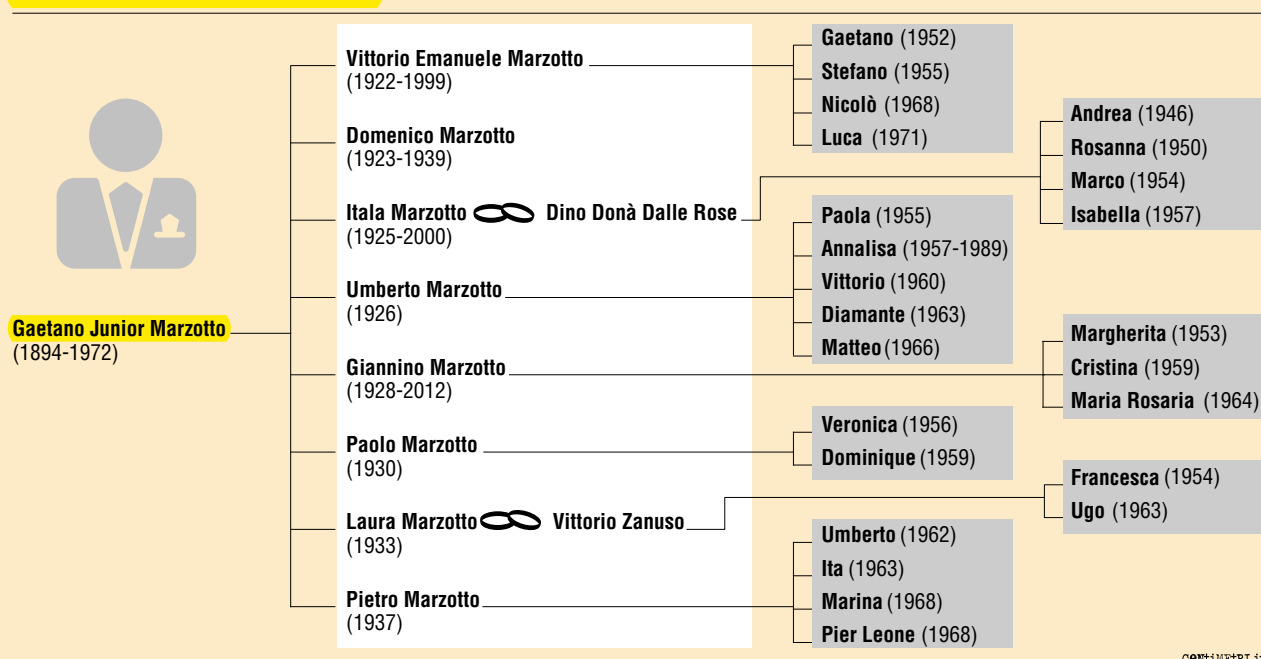 Gaetano Junior Marzotto
(1894-1972)
Vittorio Emanuele Marzotto
(1922-1999)
Domenico Marzotto
(1923-1939)
Itala Marzotto Dino Donà Dalle Rose
(1925-2000)
Umberto Marzotto
(1926)
Giannino Marzotto
(1928-2012)
Paolo Marzotto
(1930)
Laura Marzotto Vittorio Zanuso
(1933)
Pietro Marzotto
(1937)
Gaetano (1952)
Stefano (1955)
Nicolò (1968)
Luca (1971)
Andrea (1946)
Rosanna (1950)
Marco (1954)
Isabella (1957)
Paola (1955)
Annalisa (1957-1989)
Vittorio (1960)
Diamante (1963)
Matteo (1966)
Margherita (1953)
Cristina (1959)
Maria Rosaria (1964)
Veronica (1956)
Dominique (1959)
Francesca (1954)
Ugo (1963)
Umberto (1962)
Ita (1963)
Marina (1968)
Pier Leone (1968)